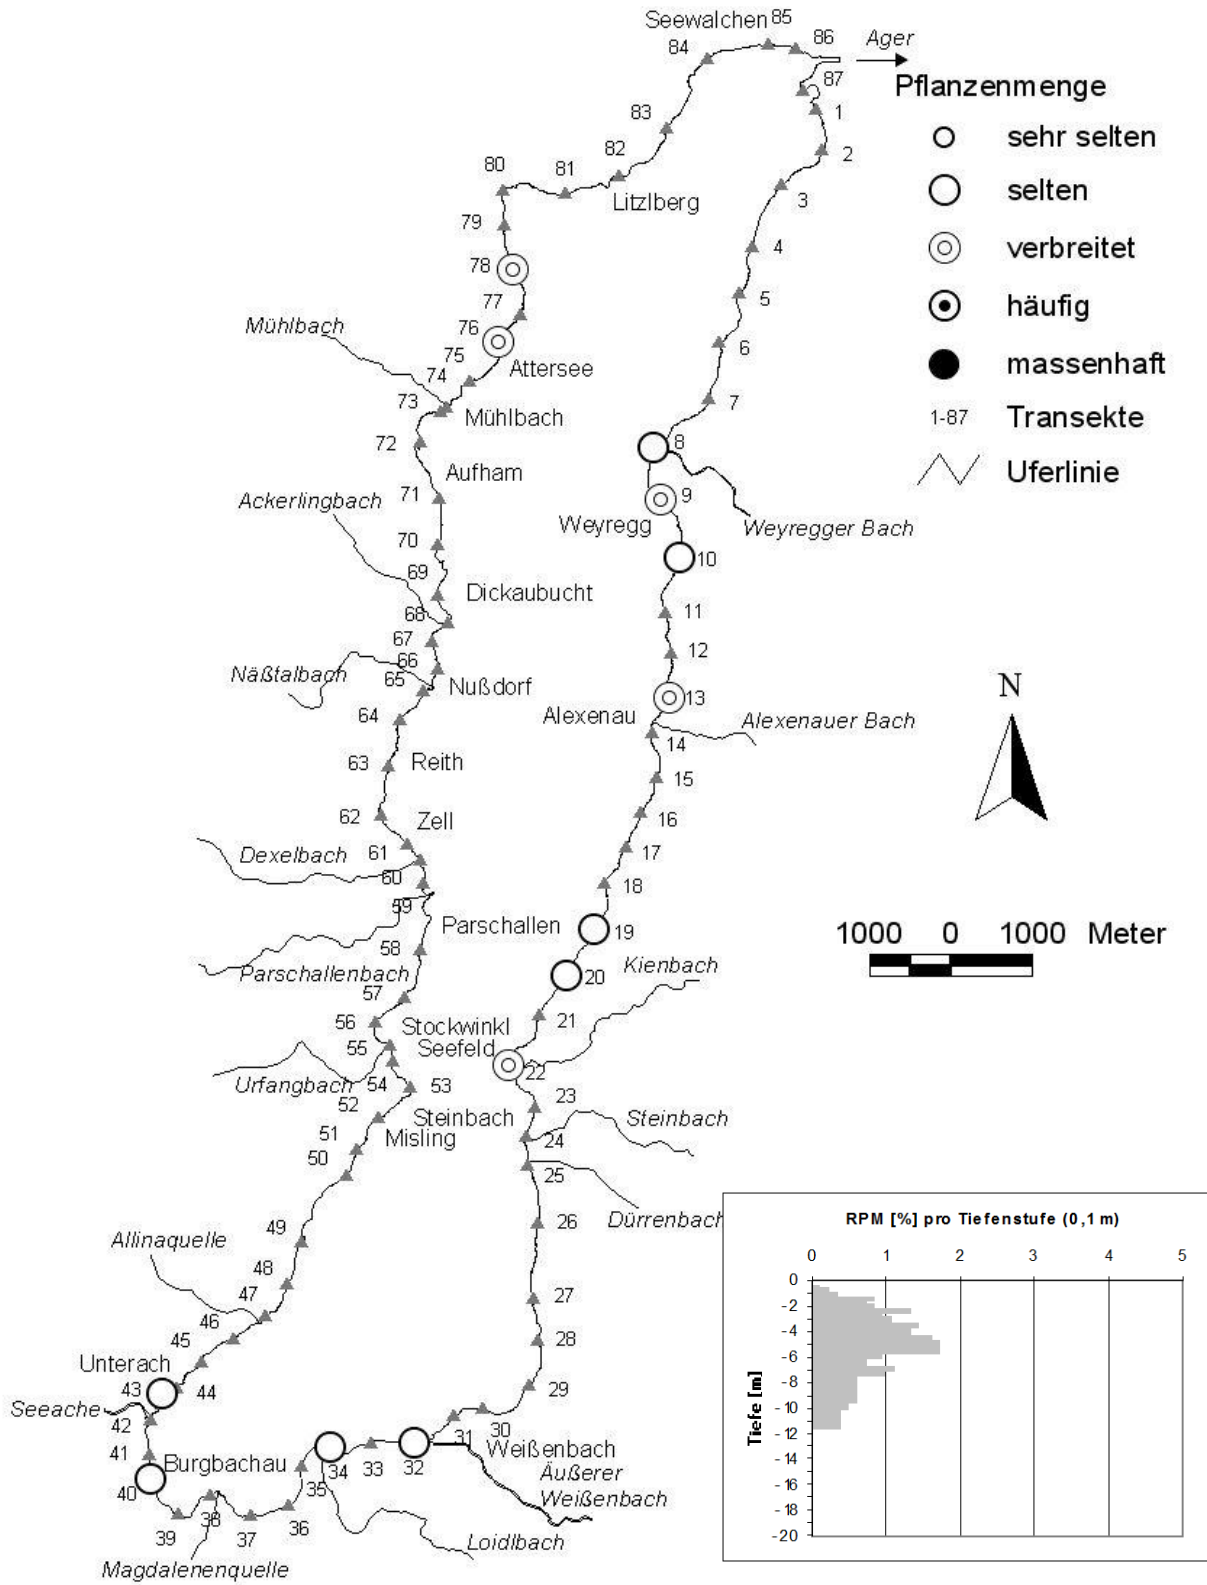 Seewalchen
85
86
84
Ager
87
Pflanzenmenge
1
83
sehr selten
2
82
80
81
selten
3
Litzlberg
79
4
verbreitet
78
5
77
häufig
76
Mühlbach
6
75
Attersee
massenhaft
74
7
73
Mühlbach
1-87
Transekte
72
8
Aufham
Uferlinie
71
Ackerlingbach
9
Weyregg
Weyregger Bach
70
10
69
Dickaubucht
68
11
67
12
66
Näßtalbach
65
Nußdorf
N
13
64
Alexenau
Alexenauer Bach
14
63
Reith
15
62
Zell
16
Dexelbach
61
17
60
18
59
Parschallen
19
1000
0
1000
Meter
58
Kienbach
Parschallenbach
20
57
56
Stockwinkl
21
55
Seefeld
22
Urfangbach
54
53
23
52
Steinbach
Steinbach
51
Misling
24
50
25
Dürrenbach
26
49
Allinaquelle
48
47
27
46
45
28
Unterach
29
43
44
Seeache
42
30
31
41
Burgbachau
33
32
Weißenbach
34
Äußerer
Weißenbach
40
35
39
38
37
36
Loidlbach
Magdalenenquelle
RPM [%] pro Tiefenstufe (0,1 m)
0
1
2
3
4
5
Tiefe [m]
0
-2
-4
-6
-8
-10
-12
-14
-16
-18
-20